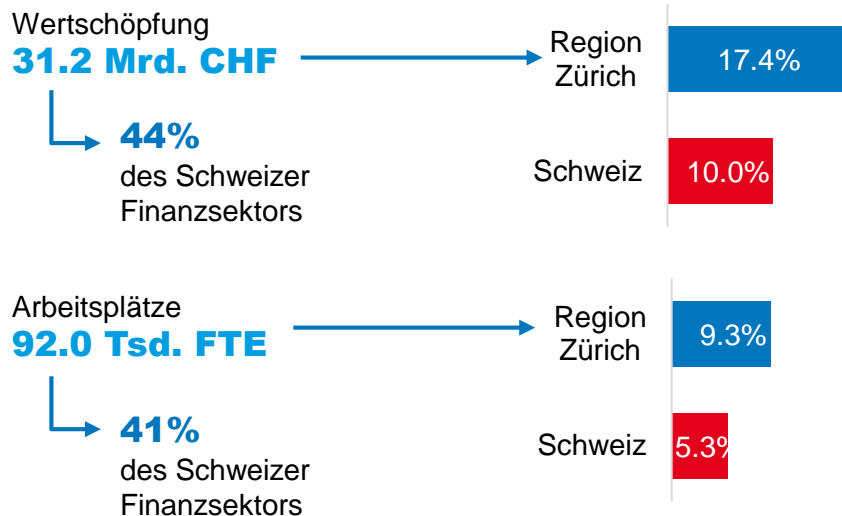 Wertschöpfung
31.2 Mrd. CHF
44%
des Schweizer
Finanzsektors
Region
Zürich
17.4%
Schweiz
10.0%
Arbeitsplätze
92.0 Tsd. FTE
41%
des Schweizer
Finanzsektors
Region
Zürich
9.3%
Schweiz
5.3%